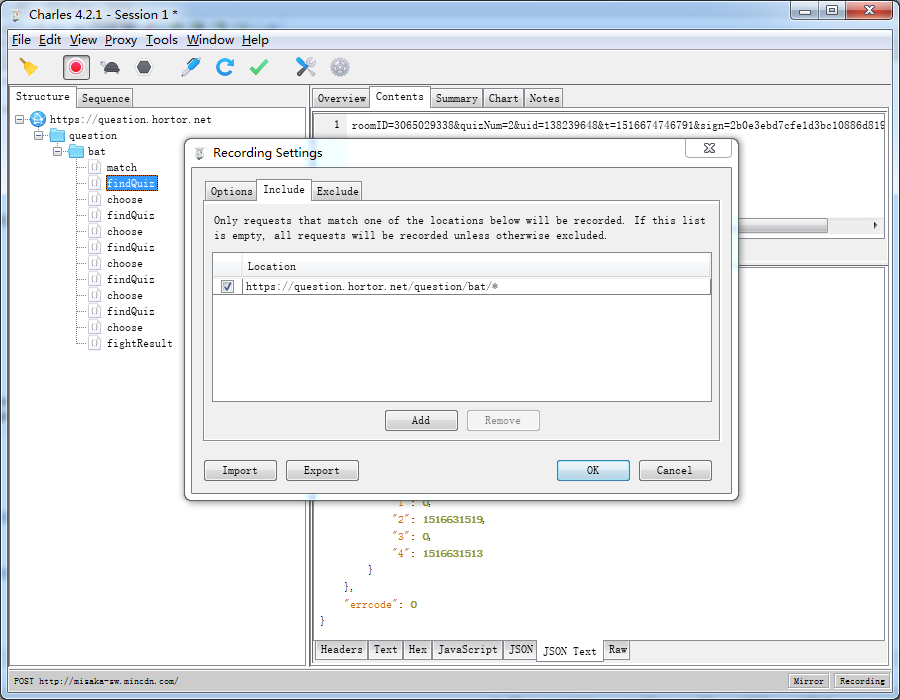 Charles 4.2.1 - Session 1 *
File Edit View Proxy Tools Window Help
Structure Sequence
Overview Contents Summary Chart Notes
https://question.hortor.net
question
bat
match
findQuiz
choose
findQuiz
choose
findQuiz
choose
findQuiz
choose
findQuiz
choose
fightResult
1 roomID=3065029338&quizNum=2&uid=138239648&t=1516674746791&sign=2b0e3ebd7cfe1d3bc10886d819
Recording Settings
Options Include Exclude
Only requests that match one of the locations below will be recorded. If this list
is empty, all requests will be recorded unless otherwise excluded.
Location
https://question.hortor.net/question/bat/*
Add Remove
Import Export OK Cancel
"2": 1516631519,
"3": 0,
"4": 1516631513
}
},
"errcode": 0
}
Headers Text Hex JavaScript JSON JSON Text Raw
POST http://misaka-sw.mincdn.com/ Mirror Recording